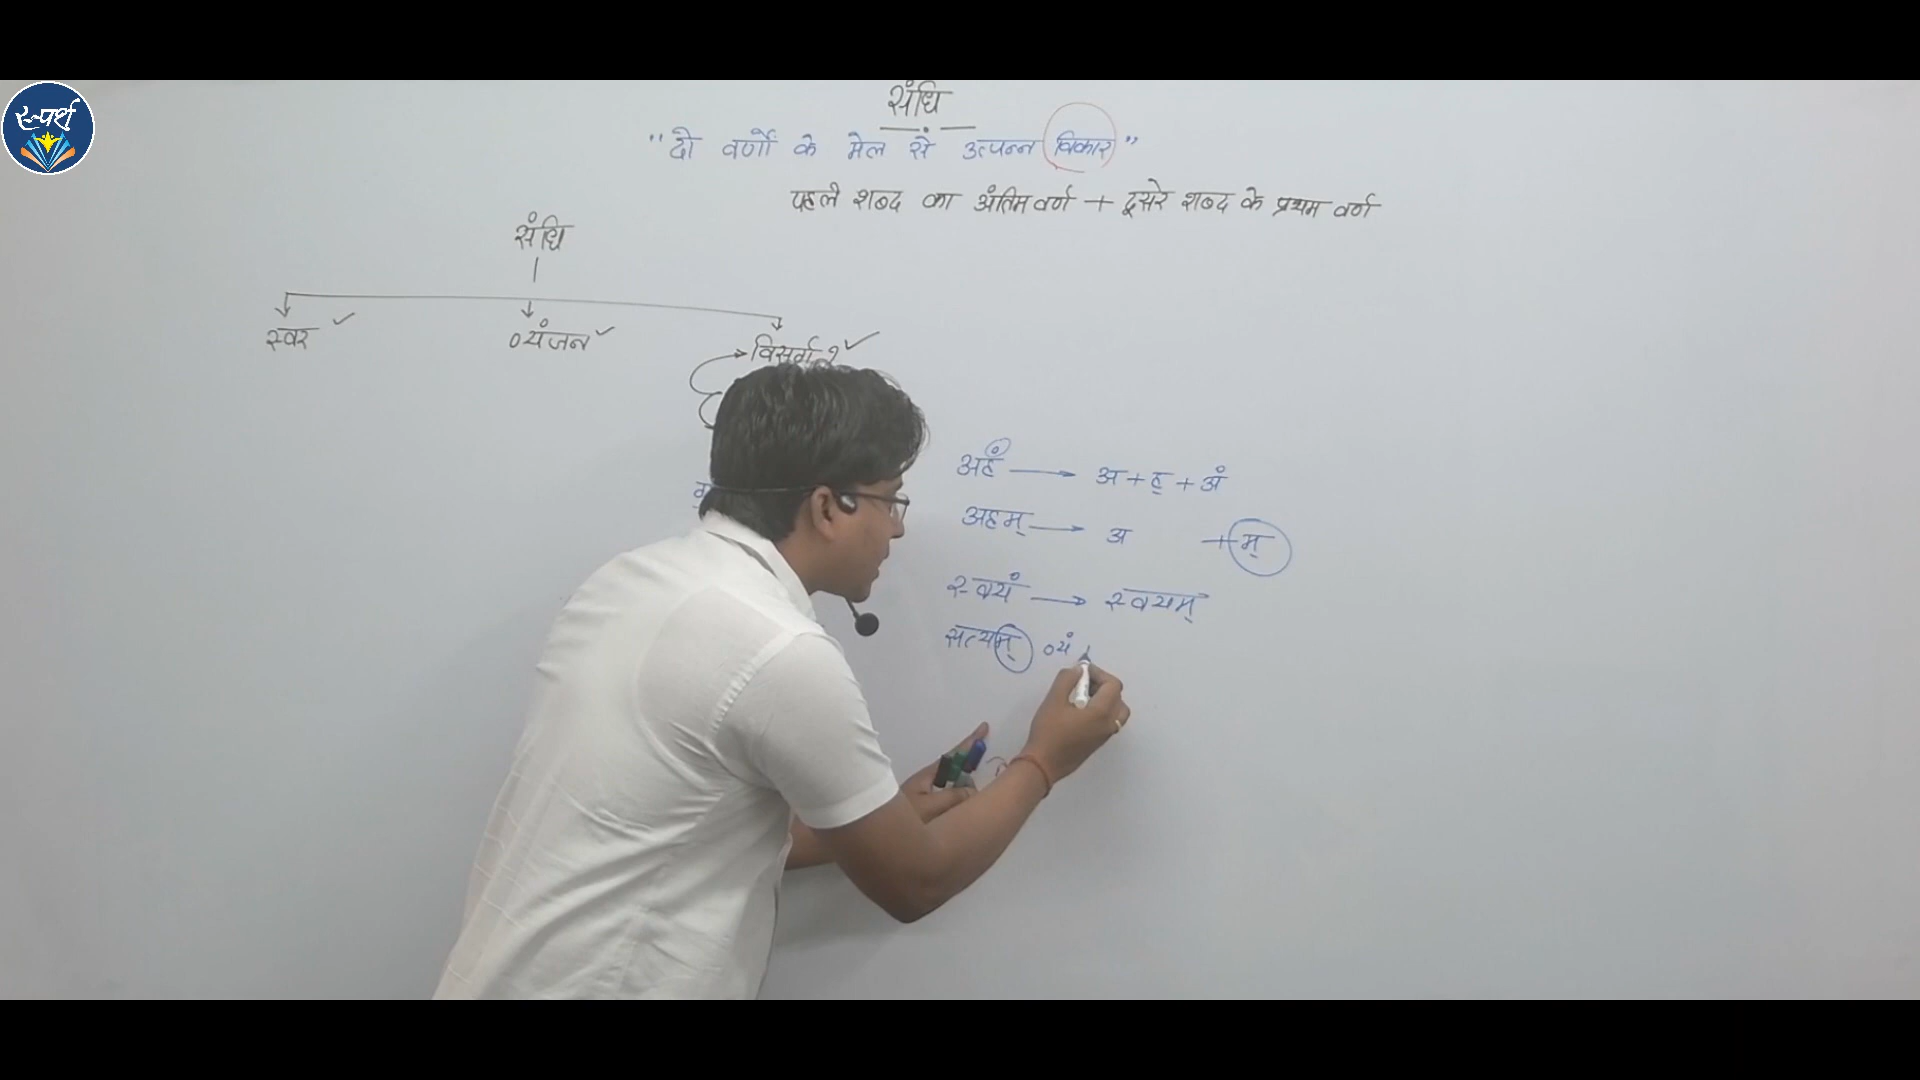 स्पर्श
संधि
"दो वर्णों के मेल से उत्पन्न विकार"
पहले शब्द का अंतिम वर्ण + दूसरे शब्द के प्रथम वर्ण
संधि
स्वर ✓ व्यंजन ✓ विसर्ग ✓
अहं → अ + ह् + अं
अहम् → अ + म्
स्वयं → स्वयम्
सत्यम् व्यं